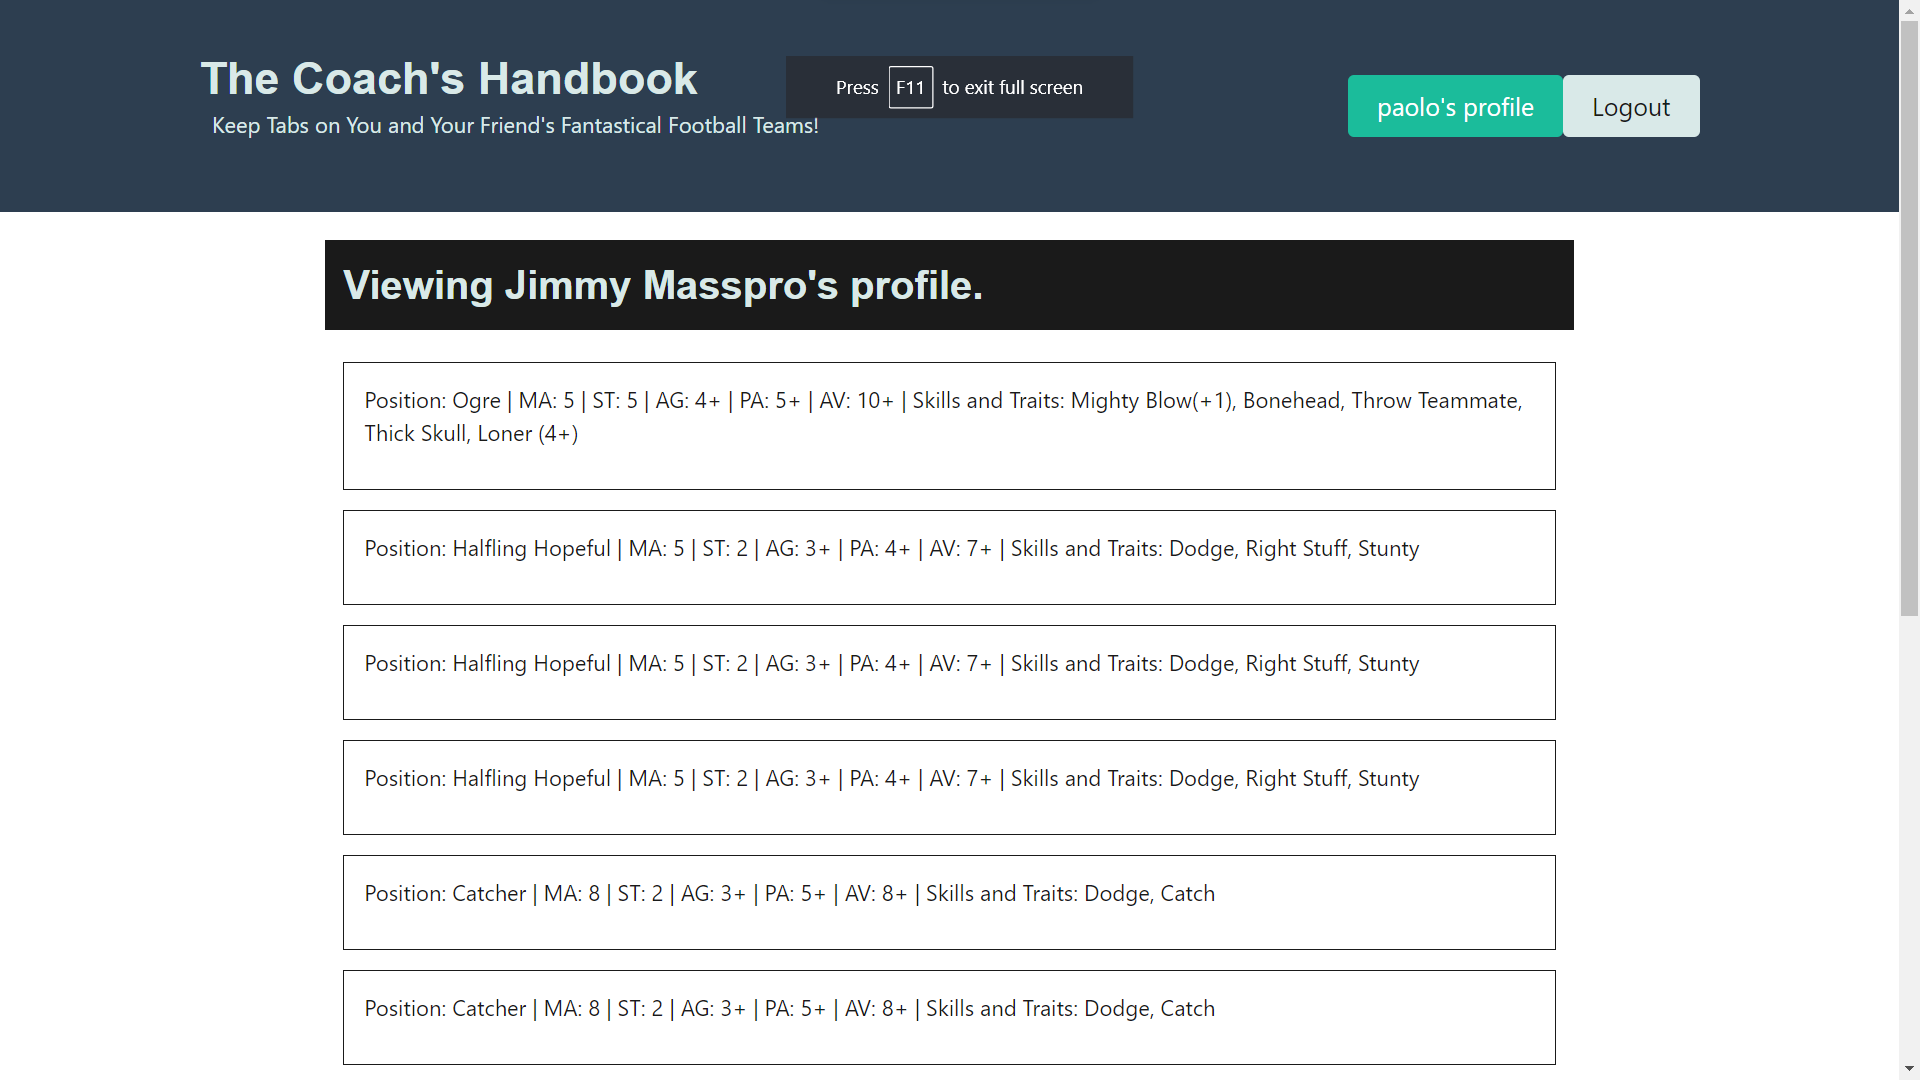 The Coach's Handbook
Keep Tabs on You and Your Friend's Fantastical Football Teams!
Press F11 to exit full screen
paolo's profile
Logout
Viewing Jimmy Masspro's profile.
Position: Ogre | MA: 5 | ST: 5 | AG: 4+ | PA: 5+ | AV: 10+ | Skills and Traits: Mighty Blow(+1), Bonehead, Throw Teammate,
Thick Skull, Loner (4+)
Position: Halfling Hopeful | MA: 5 | ST: 2 | AG: 3+ | PA: 4+ | AV: 7+ | Skills and Traits: Dodge, Right Stuff, Stunty
Position: Halfling Hopeful | MA: 5 | ST: 2 | AG: 3+ | PA: 4+ | AV: 7+ | Skills and Traits: Dodge, Right Stuff, Stunty
Position: Halfling Hopeful | MA: 5 | ST: 2 | AG: 3+ | PA: 4+ | AV: 7+ | Skills and Traits: Dodge, Right Stuff, Stunty
Position: Catcher | MA: 8 | ST: 2 | AG: 3+ | PA: 5+ | AV: 8+ | Skills and Traits: Dodge, Catch
Position: Catcher | MA: 8 | ST: 2 | AG: 3+ | PA: 5+ | AV: 8+ | Skills and Traits: Dodge, Catch